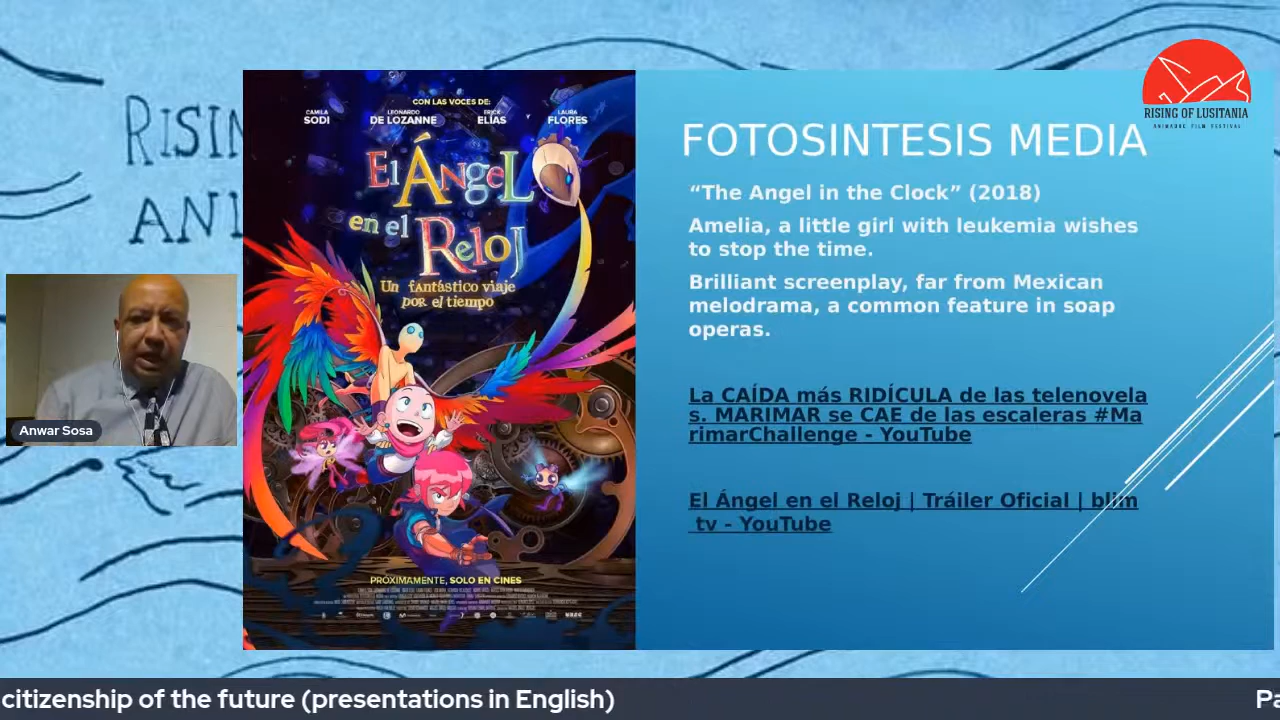 RISIN
ANI
RISING OF LUSITANIA
ANIMADOC FILM FESTIVAL
CON LAS VOCES DE:
CAMILA SODI
LEONARDO DE LOZANNE
ERICK ELÍAS
Y
LAURA FLORES
El Ángel
en el
Reloj
Un fantástico viaje
por el tiempo
PRÓXIMAMENTE, SOLO EN CINES
FOTOSINTESIS MEDIA
“The Angel in the Clock” (2018)
Amelia, a little girl with leukemia wishes
to stop the time.
Brilliant screenplay, far from Mexican
melodrama, a common feature in soap
operas.
La CAÍDA más RIDÍCULA de las telenovela
s. MARIMAR se CAE de las escaleras #Ma
rimarChallenge - YouTube
El Ángel en el Reloj | Tráiler Oficial | blim
tv - YouTube
Anwar Sosa
citizenship of the future (presentations in English)
Pa